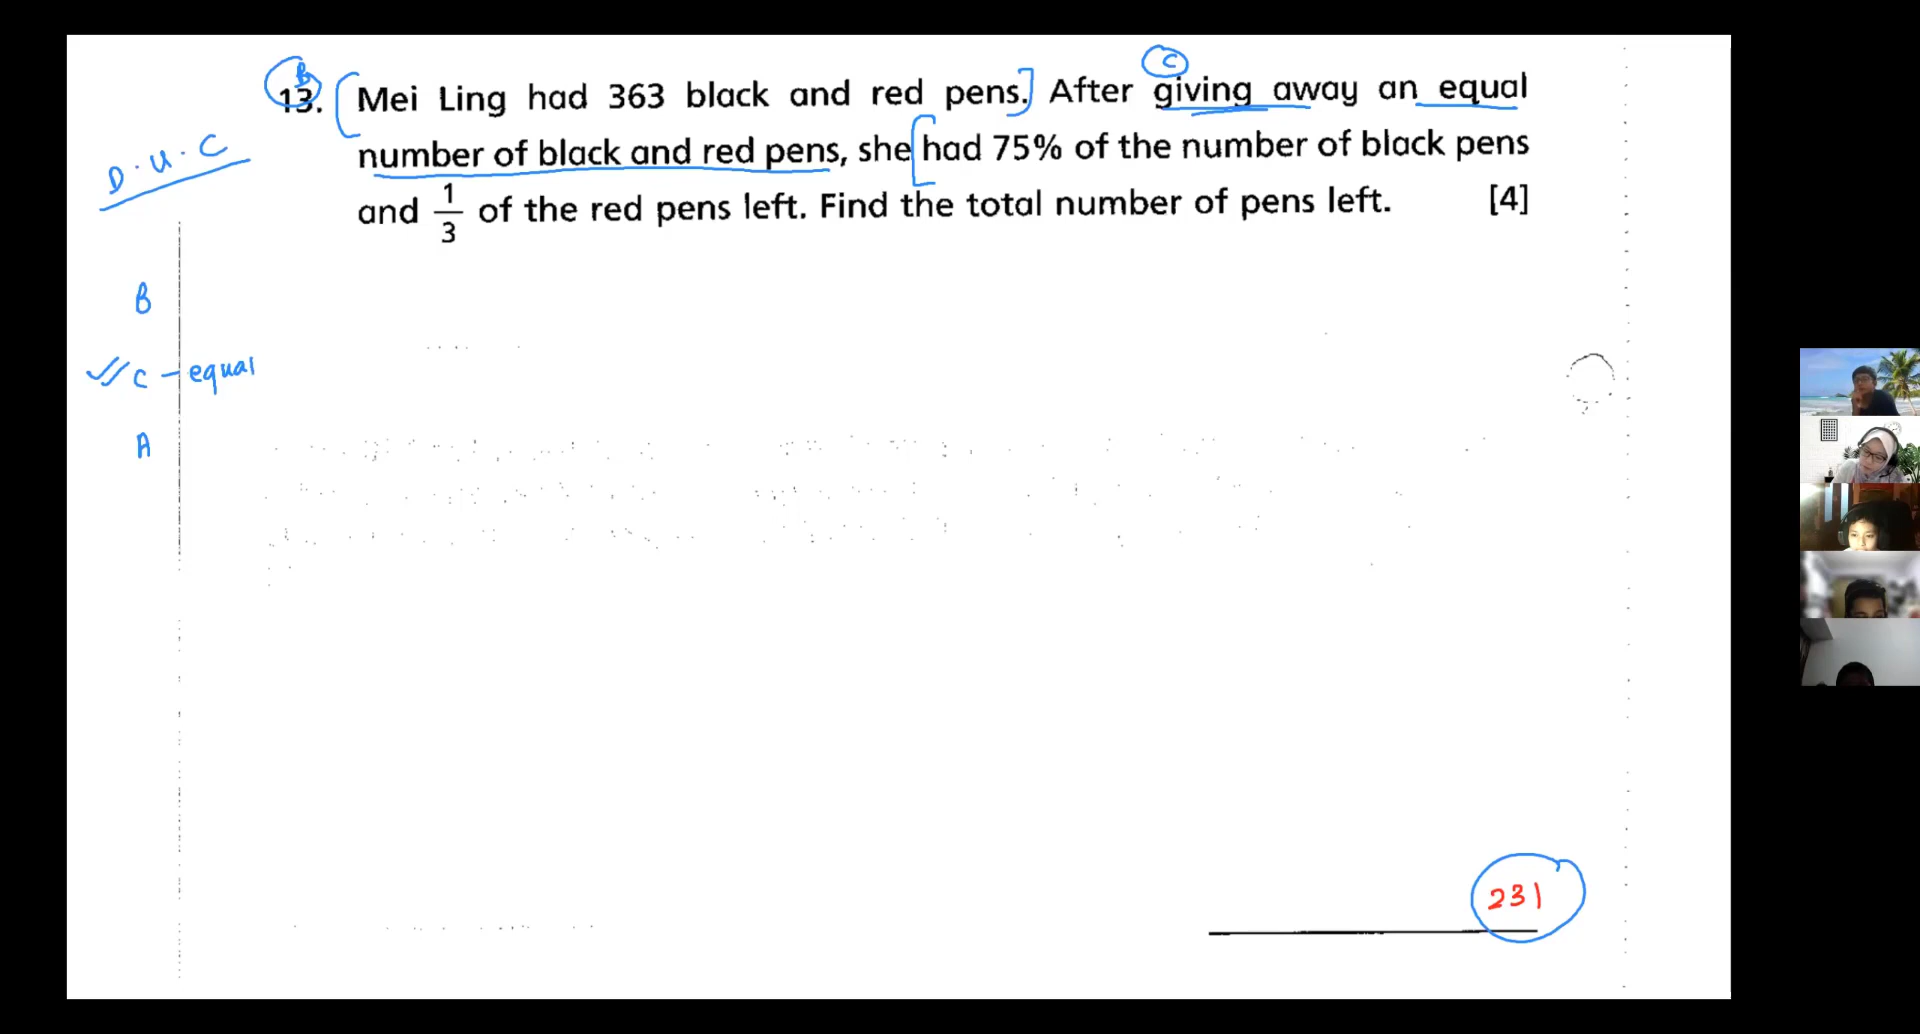 B
C
13. [Mei Ling had 363 black and red pens.] After giving away an equal
number of black and red pens, she [had 75% of the number of black pens
and 1/3 of the red pens left. Find the total number of pens left. [4]
D.U.C
B
C - equal
A
231